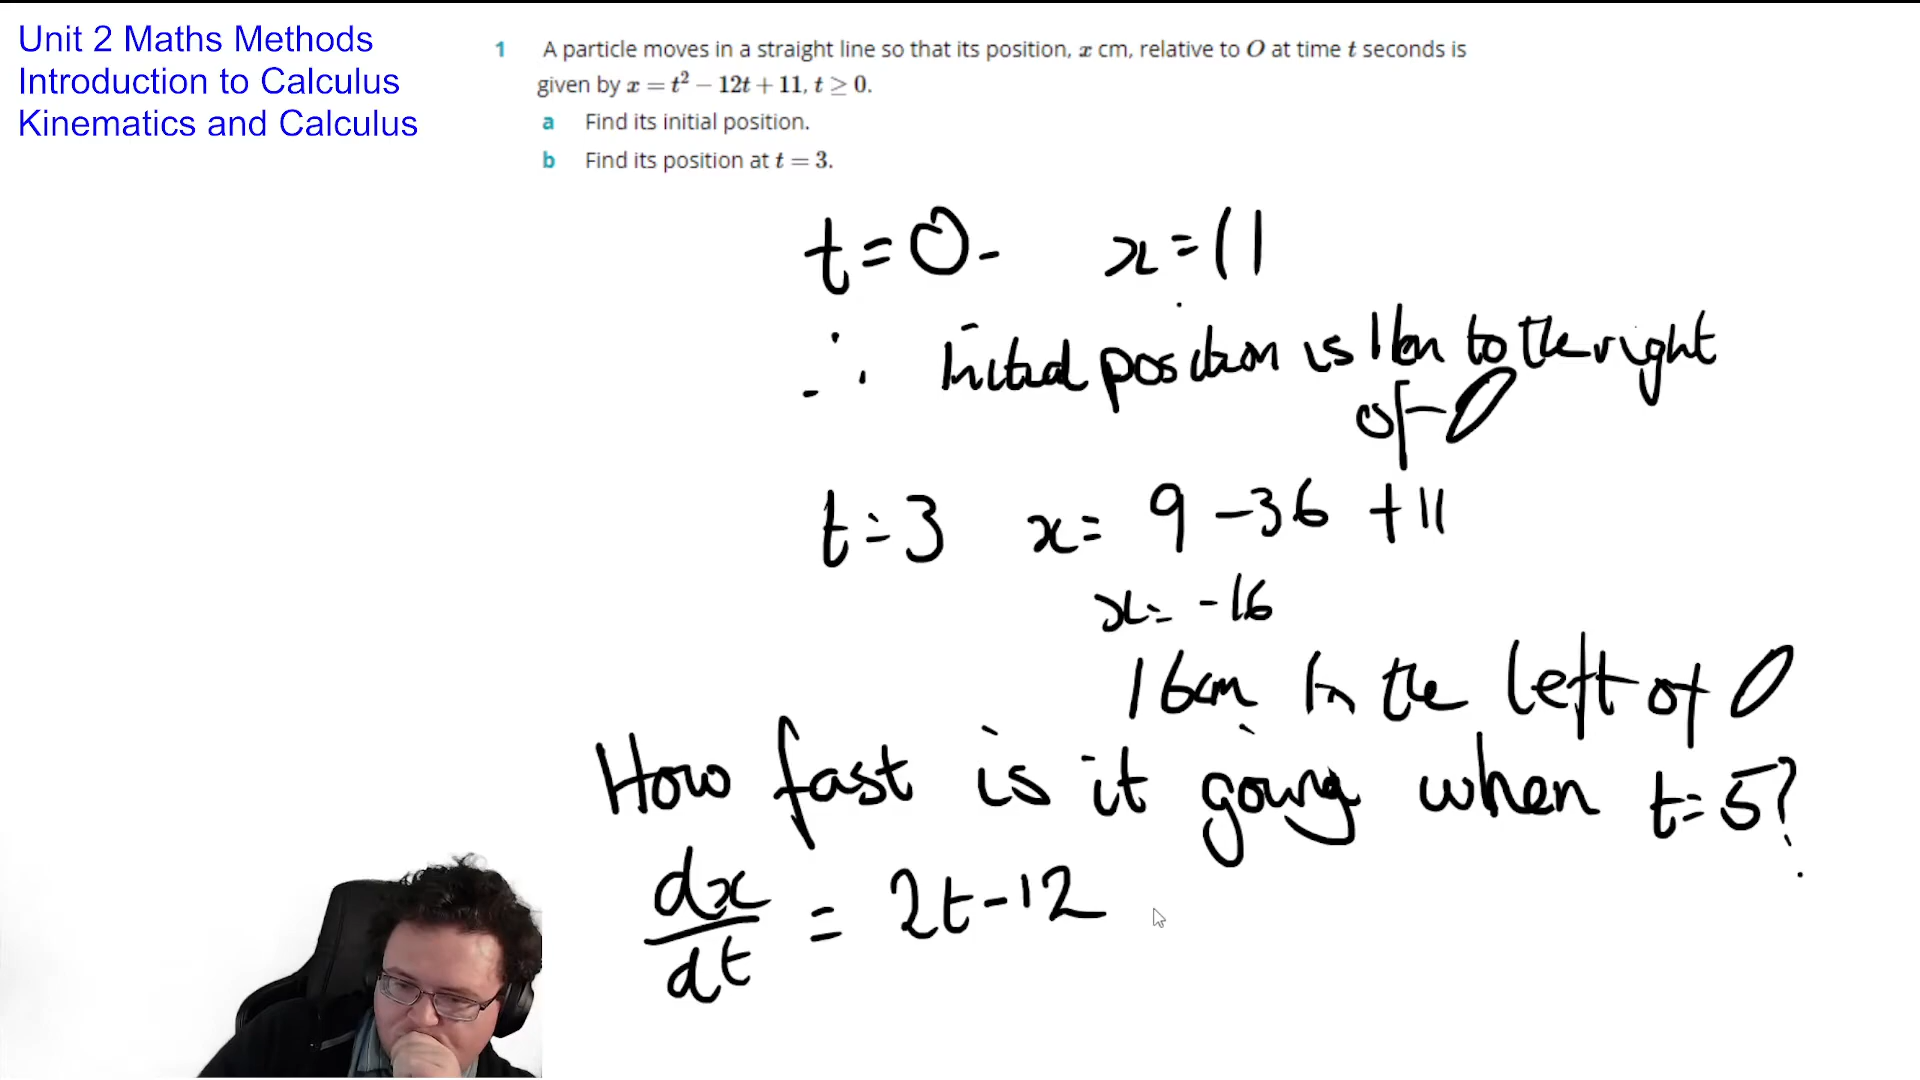 Unit 2 Maths Methods
Introduction to Calculus
Kinematics and Calculus
1 A particle moves in a straight line so that its position, x cm, relative to O at time t seconds is
given by x = t² − 12t + 11, t ≥ 0.
a Find its initial position.
b Find its position at t = 3.
t=0 x=11
∴ Initial position is 11cm to the right
of O
t=3 x= 9 -36 +11
x= -16
16cm to the left of O
How fast is it going when t=5?
dx/dt = 2t-12